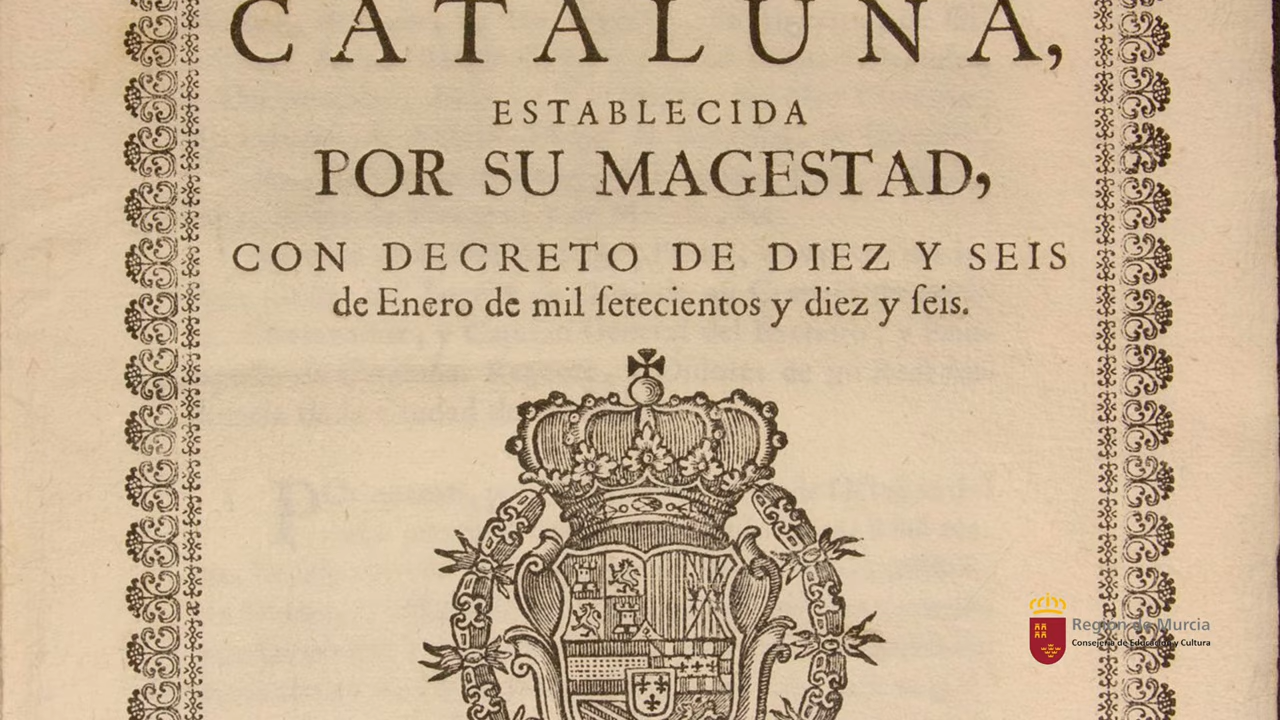 CATALUÑA,
ESTABLECIDA
POR SU MAGESTAD,
CON DECRETO DE DIEZ Y SEIS
de Enero de mil ſetecientos y diez y ſeis.
Región de Murcia
Consejería de Educación y Cultura